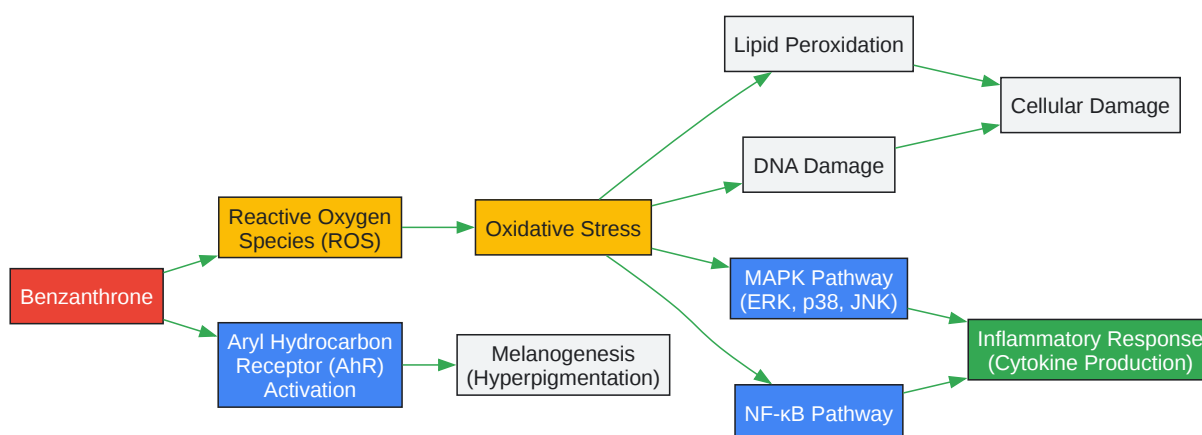 Lipid Peroxidation
Cellular Damage
DNA Damage
Reactive Oxygen
Species (ROS)
Oxidative Stress
Benzanthrone
MAPK Pathway
(ERK, p38, JNK)
Aryl Hydrocarbon
Receptor (AhR)
Activation
Melanogenesis
(Hyperpigmentation)
Inflammatory Response
(Cytokine Production)
NF-κB Pathway